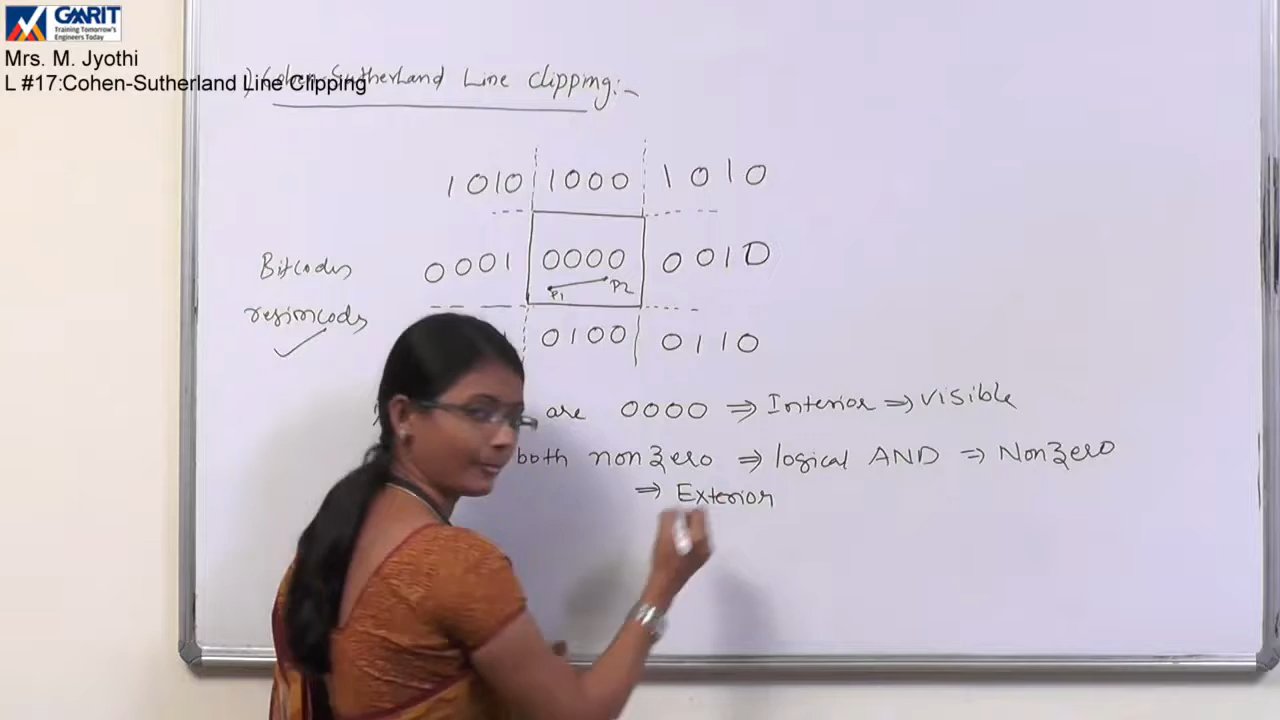 GMRIT
Training Tomorrow's
Engineers Today
Mrs. M. Jyothi
L #17:Cohen-Sutherland Line Clipping
Cohen-Sutherland Line Clipping:-
1010 1000 1010
Bitcodes 0001 0000 0010
P1 P2
0100 0110
are 0000 ⇒ Interior ⇒ visible
both nonzero ⇒ logical AND ⇒ Nonzero
⇒ Exterior